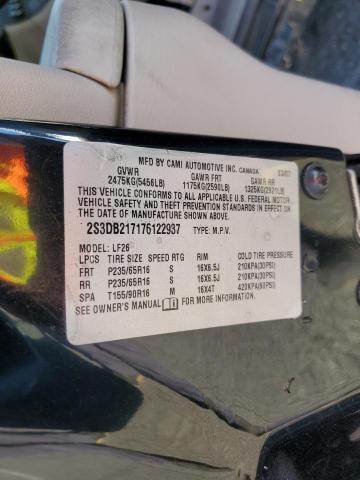 MFD BY CAMI AUTOMOTIVE INC. CANADA 03/07
GVWR GAWR FRT GAWR RR
2475KG(5456LB) 1175KG(2590LB) 1325KG(2921LB)
THIS VEHICLE CONFORMS TO ALL APPLICABLE U.S. FEDERAL MOTOR
VEHICLE SAFETY AND THEFT PREVENTION STANDARDS IN EFFECT ON
THE DATE OF MANUFACTURE SHOWN ABOVE.
2S3DB217176122937 TYPE: M.P.V.
MODEL: LF26
LPCS TIRE SIZE SPEED RTG RIM COLD TIRE PRESSURE
FRT P235/65R16 S 16X6.5J 210KPA(30PSI)
RR P235/65R16 S 16X6.5J 210KPA(30PSI)
SPA T155/90R16 M 16X4T 420KPA(60PSI)
SEE OWNER'S MANUAL FOR ADDITIONAL INFORMATION